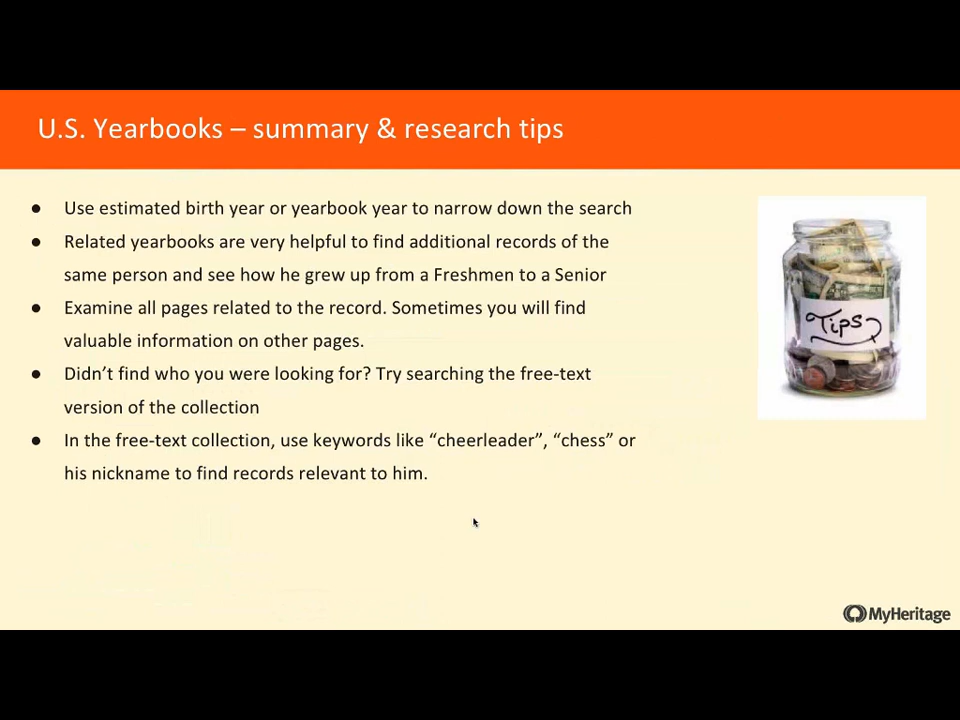 U.S. Yearbooks – summary & research tips
● Use estimated birth year or yearbook year to narrow down the search
● Related yearbooks are very helpful to find additional records of the
same person and see how he grew up from a Freshmen to a Senior
● Examine all pages related to the record. Sometimes you will find
valuable information on other pages.
● Didn’t find who you were looking for? Try searching the free-text
version of the collection
● In the free-text collection, use keywords like “cheerleader”, “chess” or
his nickname to find records relevant to him.
Tips
MyHeritage